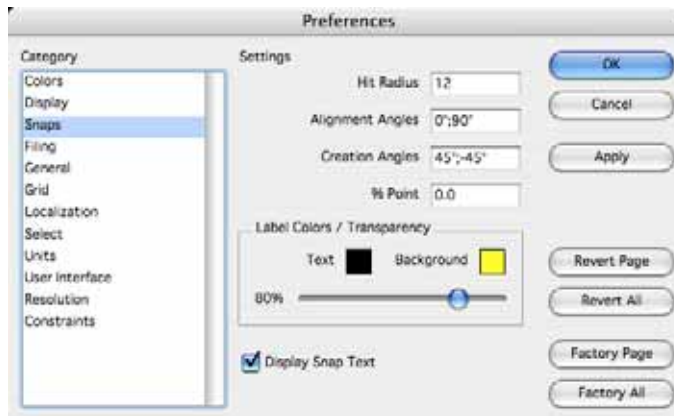 Preferences
Category
Colors
Display
Snaps
Filing
General
Grid
Localization
Select
Units
User Interface
Resolution
Constraints
Settings
Hit Radius 12
Alignment Angles 0°;90°
Creation Angles 45°;-45°
% Point 0.0
Label Colors / Transparency
Text Background
80%
Display Snap Text
OK
Cancel
Apply
Revert Page
Revert All
Factory Page
Factory All